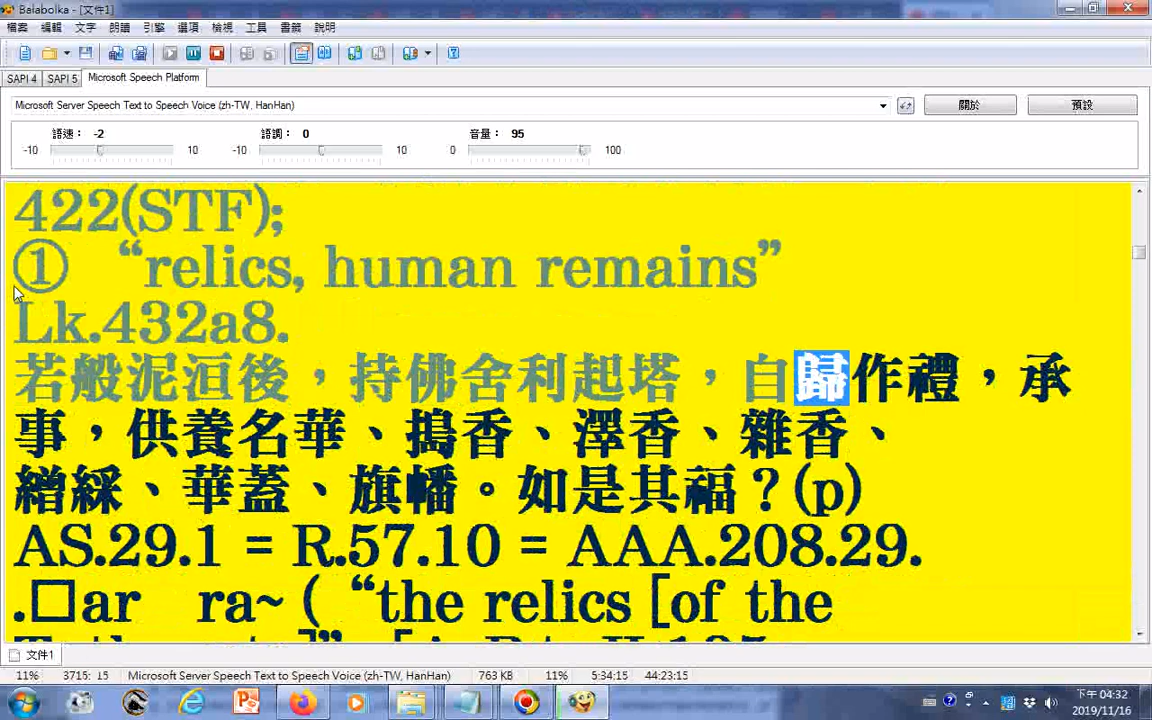 Balabolka - [文件1]
檔案 編輯 文字 朗讀 引擎 選項 檢視 工具 書籤 說明
SAPI 4 SAPI 5 Microsoft Speech Platform
Microsoft Server Speech Text to Speech Voice (zh-TW, HanHan) 關於 預設
語速： -2 語調： 0 音量： 95
-10 10 -10 10 0 100
422(STF);
① “relics, human remains”
Lk.432a8.
若般泥洹後，持佛舍利起塔，自歸作禮，承
事，供養名華、搗香、澤香、雜香、
繒綵、華蓋、旗幡。如是其福？(p)
AS.29.1 = R.57.10 = AAA.208.29.
.□ar ra~ ( “the relics [of the
文件1
11% 3715: 15 Microsoft Server Speech Text to Speech Voice (zh-TW, HanHan) 763 KB 11% 5:34:15 44:23:15
下午 04:32
2019/11/16